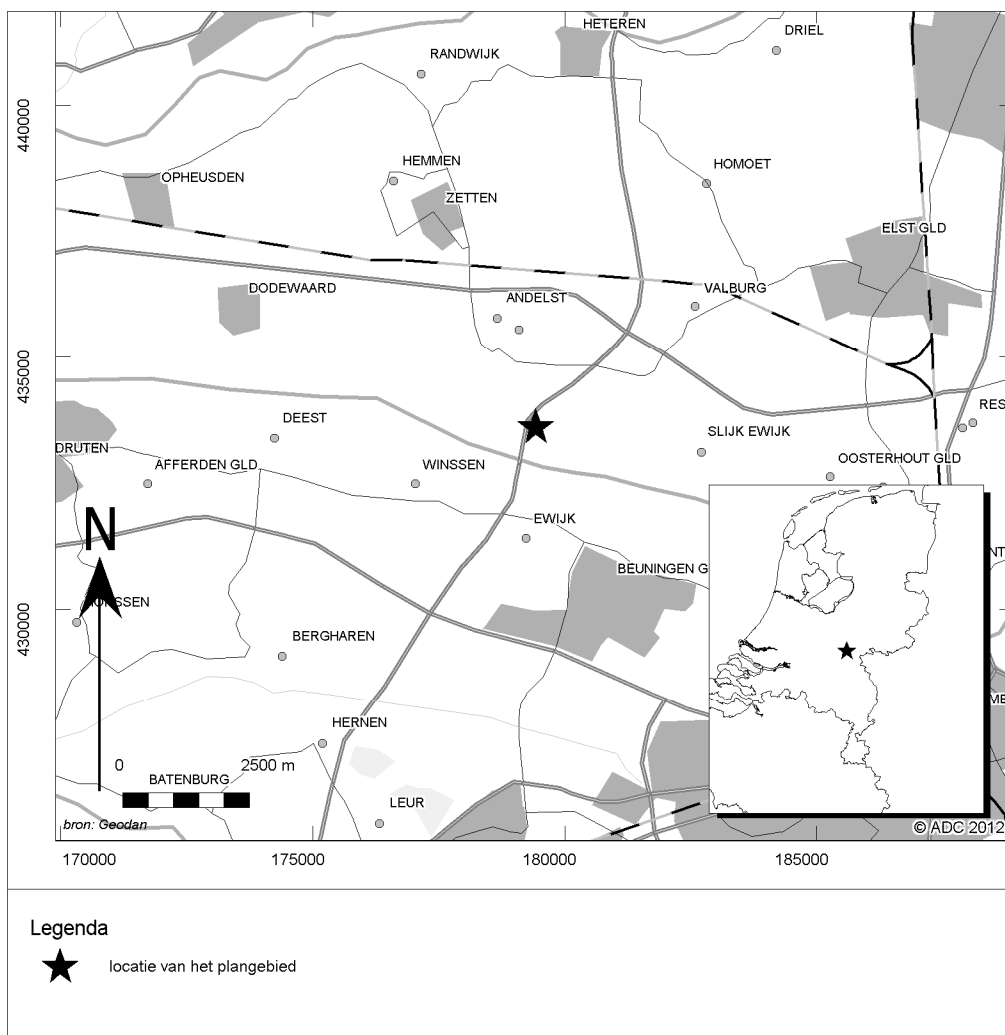 HETEREN
DRIEL
RANDWIJK
440000
HEMMEN
HOMOET
OPHEUSDEN
ZETTEN
ELST GLD
DODEWAARD
ANDELST
VALBURG
435000
DEEST
SLIJK EWIJK
RES
DRUTEN
AFFERDEN GLD
WINSSEN
OOSTERHOUT GLD
N
EWIJK
NT
BEUNINGEN G
430000
BERGHAREN
ME
HERNEN
0 2500 m
BATENBURG
LEUR
bron: Geodan
© ADC 2012
170000 175000 180000 185000
Legenda
locatie van het plangebied